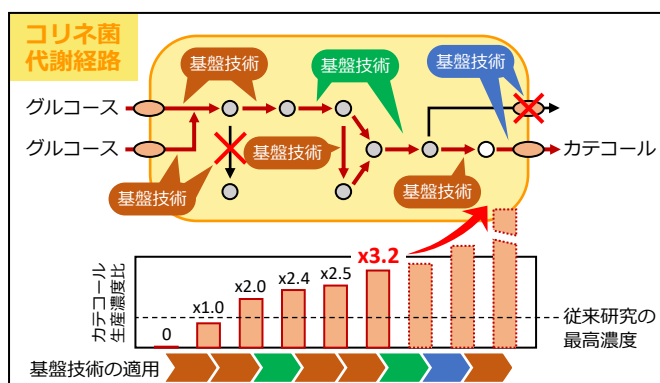 コリネ菌
代謝経路
基盤技術
基盤技術
基盤技術
グルコース
グルコース
カテコール
基盤技術
基盤技術
基盤技術
x3.2
x2.5
x2.4
x2.0
x1.0
0
カテコール
生産濃度比
従来研究の
最高濃度
基盤技術の適用